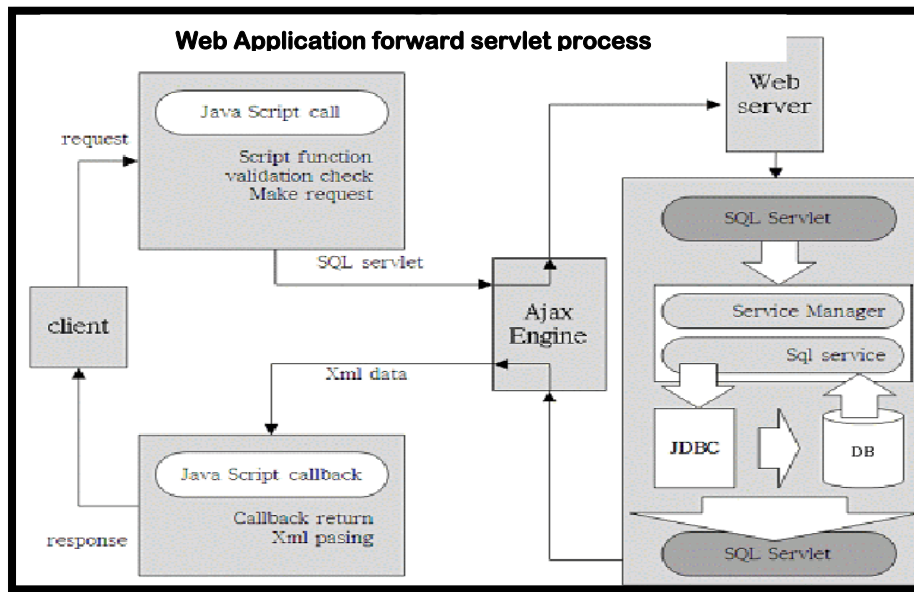 Web Application forward servlet process
Java Script call
Script function
validation check
Make request
request
SQL servlet
client
Ajax
Engine
Web
server
SQL Servlet
Service Manager
Sql service
JDBC
DB
SQL Servlet
Xml data
Java Script callback
Callback return
Xml pasing
response